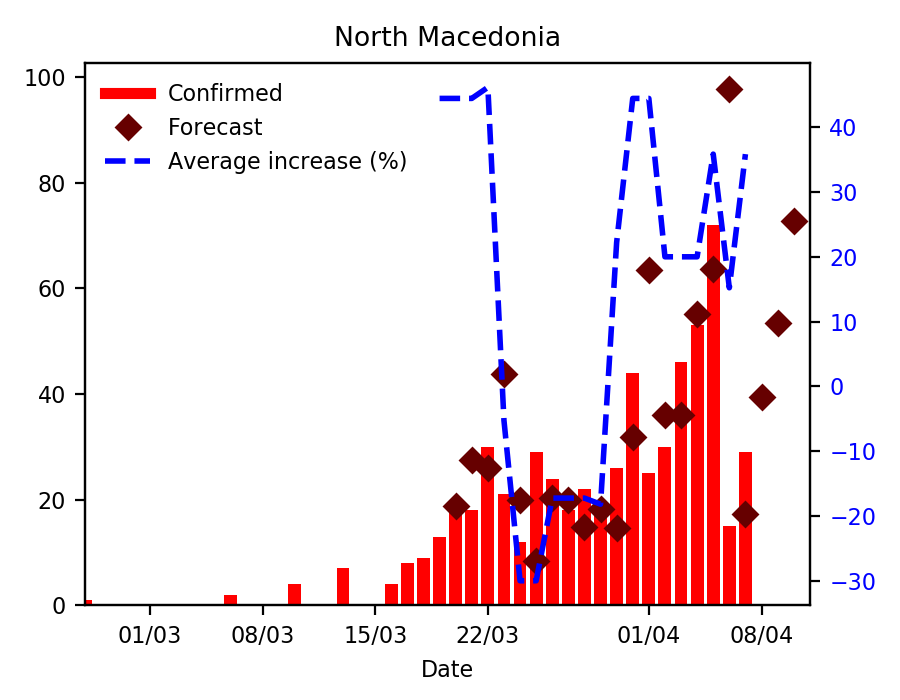 North Macedonia
Confirmed
Forecast
Average increase (%)
100
80
60
40
20
0
40
30
20
10
0
−10
−20
−30
01/03 08/03 15/03 22/03 01/04 08/04
Date